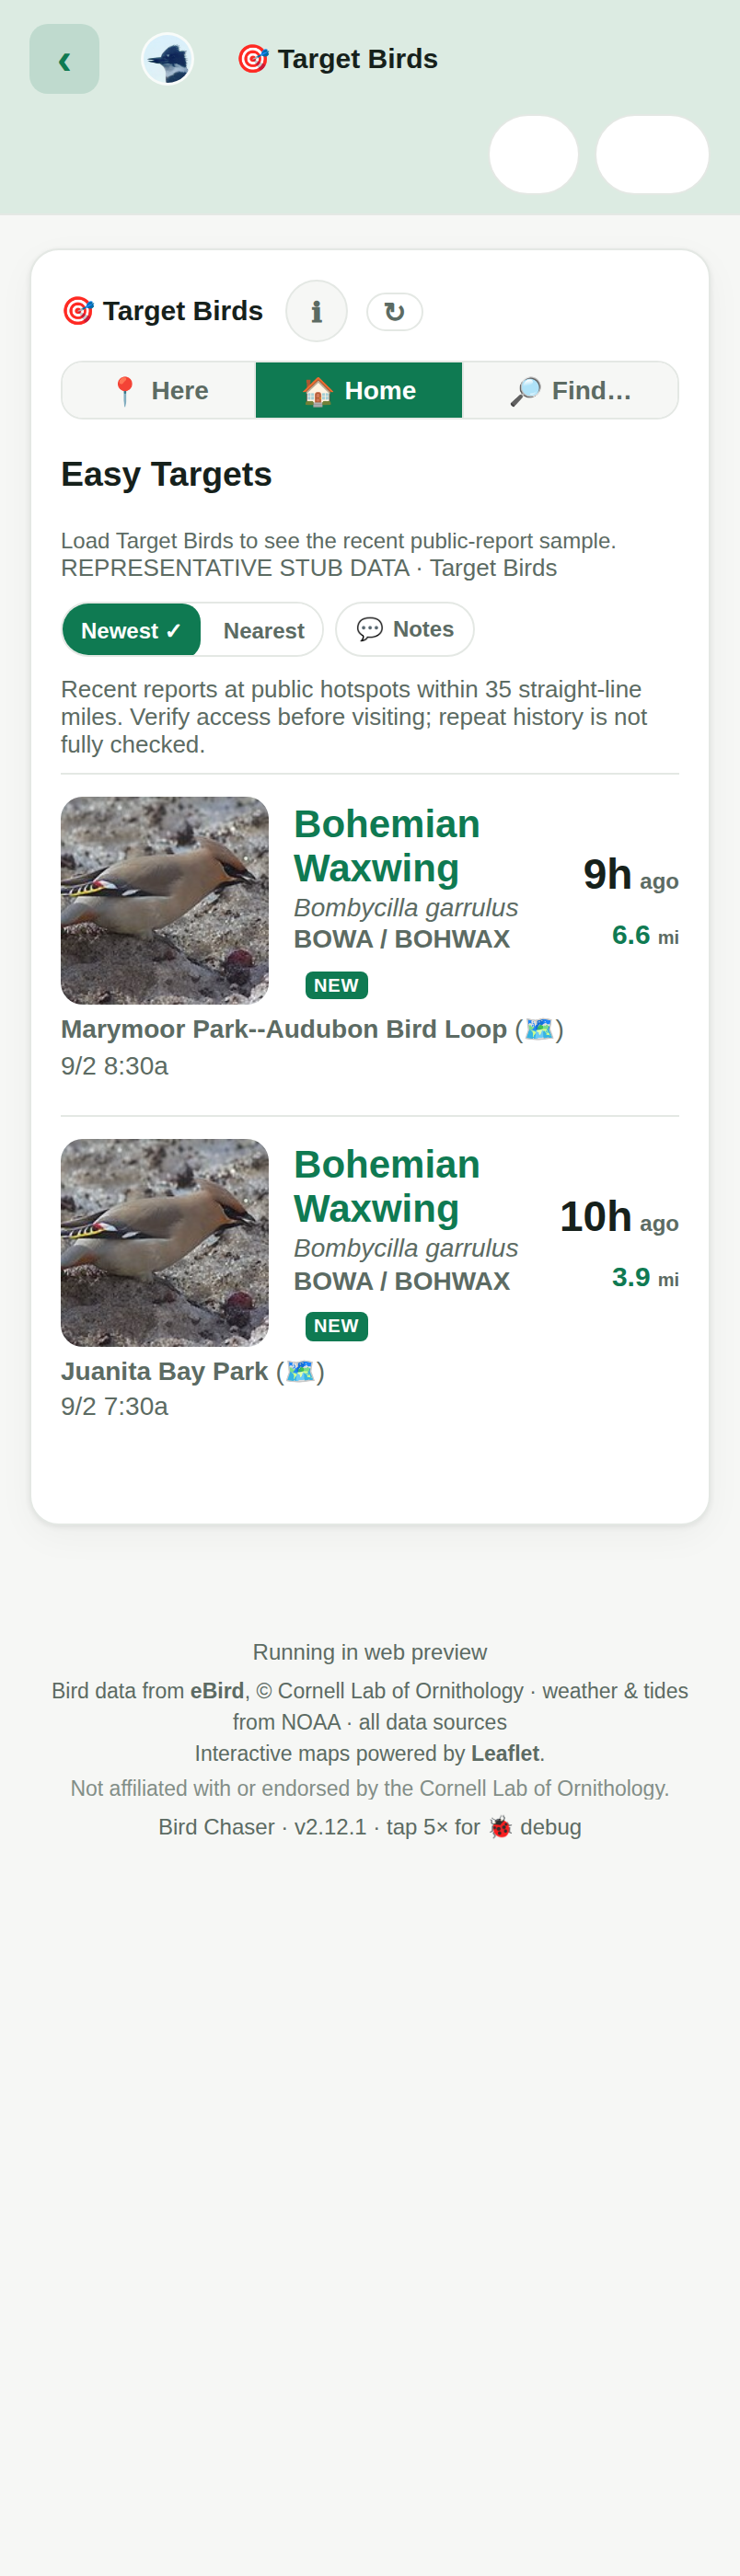 ‹ 🎯 Target Birds
🎯 Target Birds ℹ ↻
📍 Here 🏠 Home 🔎 Find…
Easy Targets
Load Target Birds to see the recent public-report sample.
REPRESENTATIVE STUB DATA · Target Birds
Newest ✓ Nearest 💬 Notes
Recent reports at public hotspots within 35 straight-line
miles. Verify access before visiting; repeat history is not
fully checked.
Bohemian
Waxwing
9h ago
Bombycilla garrulus
BOWA / BOHWAX
6.6 mi
NEW
Marymoor Park--Audubon Bird Loop (🗺️)
9/2 8:30a
Bohemian
Waxwing
10h ago
Bombycilla garrulus
BOWA / BOHWAX
3.9 mi
NEW
Juanita Bay Park (🗺️)
9/2 7:30a
Running in web preview
Bird data from eBird, © Cornell Lab of Ornithology · weather & tides
from NOAA · all data sources
Interactive maps powered by Leaflet.
Not affiliated with or endorsed by the Cornell Lab of Ornithology.
Bird Chaser · v2.12.1 · tap 5× for 🐞 debug